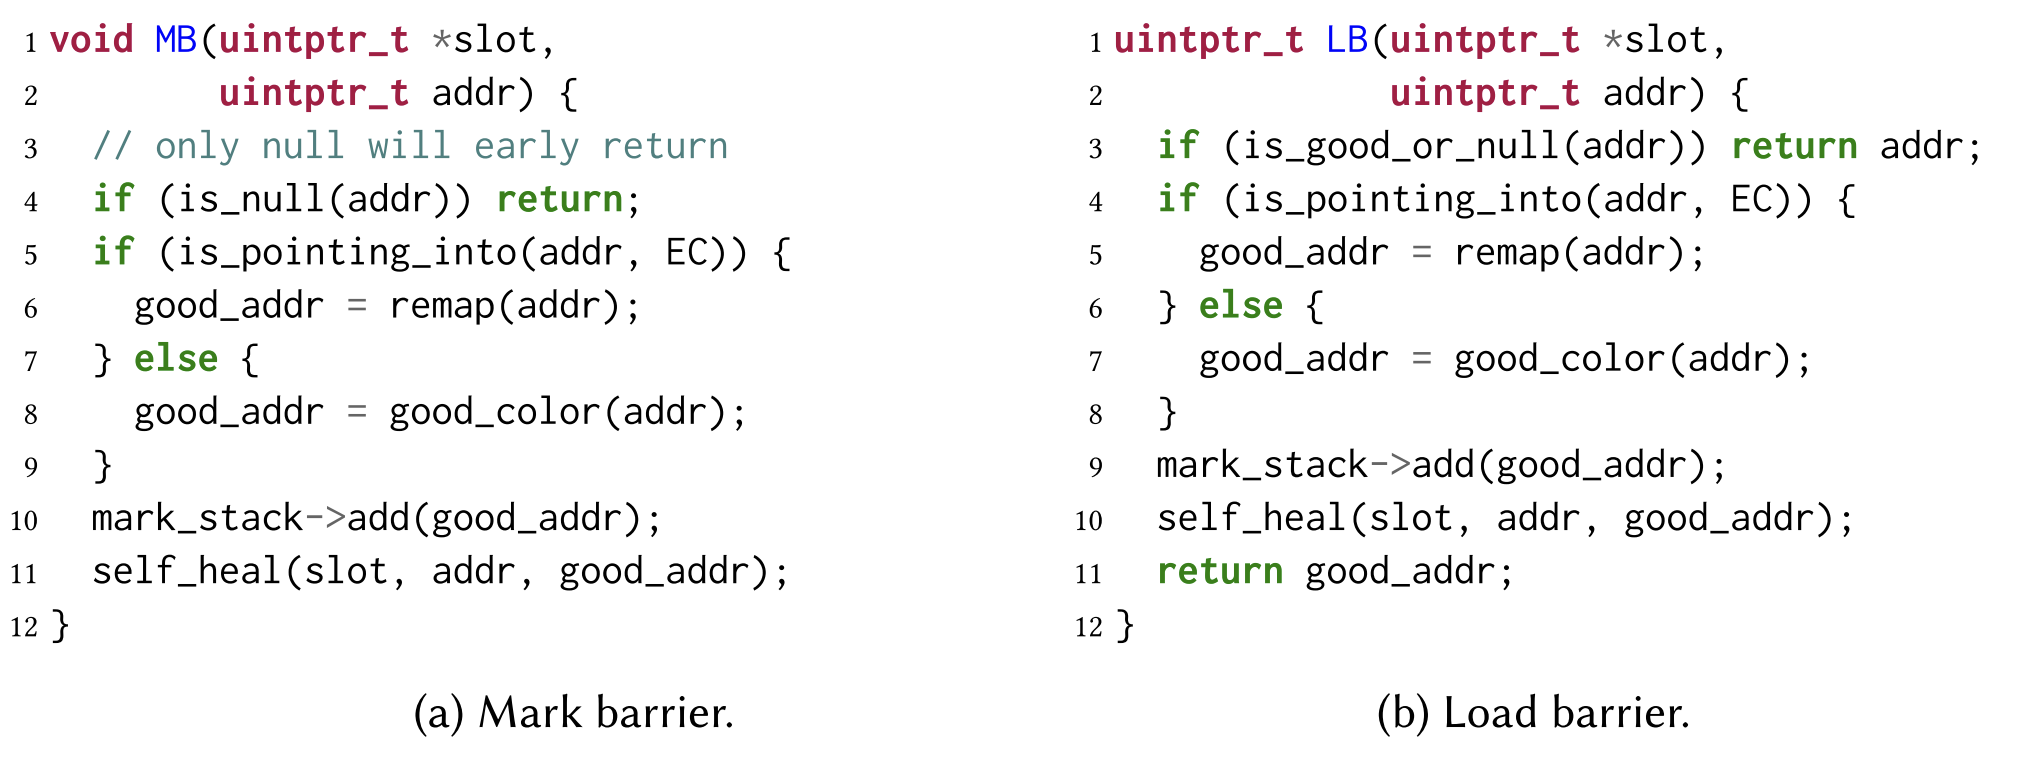 1 void MB(uintptr_t *slot,
2         uintptr_t addr) {
3   // only null will early return
4   if (is_null(addr)) return;
5   if (is_pointing_into(addr, EC)) {
6     good_addr = remap(addr);
7   } else {
8     good_addr = good_color(addr);
9   }
10   mark_stack->add(good_addr);
11   self_heal(slot, addr, good_addr);
12 }
(a) Mark barrier.
1 uintptr_t LB(uintptr_t *slot,
2              uintptr_t addr) {
3   if (is_good_or_null(addr)) return addr;
4   if (is_pointing_into(addr, EC)) {
5     good_addr = remap(addr);
6   } else {
7     good_addr = good_color(addr);
8   }
9   mark_stack->add(good_addr);
10   self_heal(slot, addr, good_addr);
11   return good_addr;
12 }
(b) Load barrier.